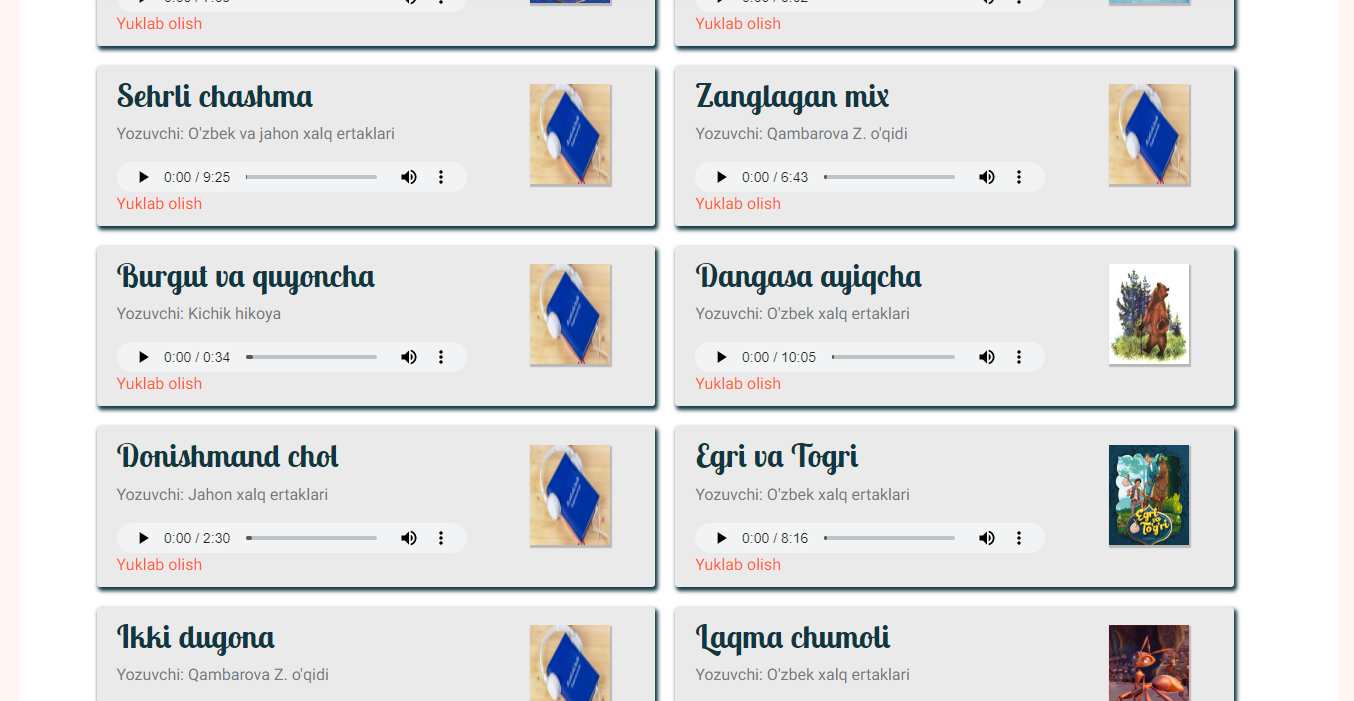 Yuklab olish
Yuklab olish
Sehrli chashma
Yozuvchi: O'zbek va jahon xalq ertaklari
0:00 / 9:25
Yuklab olish
Zanglagan mix
Yozuvchi: Qambarova Z. o'qidi
0:00 / 6:43
Yuklab olish
Burgut va quyoncha
Yozuvchi: Kichik hikoya
0:00 / 0:34
Yuklab olish
Dangasa ayiqcha
Yozuvchi: O'zbek xalq ertaklari
0:00 / 10:05
Yuklab olish
Donishmand chol
Yozuvchi: Jahon xalq ertaklari
0:00 / 2:30
Yuklab olish
Egri va Togri
Yozuvchi: O'zbek xalq ertaklari
0:00 / 8:16
Yuklab olish
Egri
va
Tog'ri
Ikki dugona
Yozuvchi: Qambarova Z. o'qidi
Laqma chumoli
Yozuvchi: O'zbek xalq ertaklari